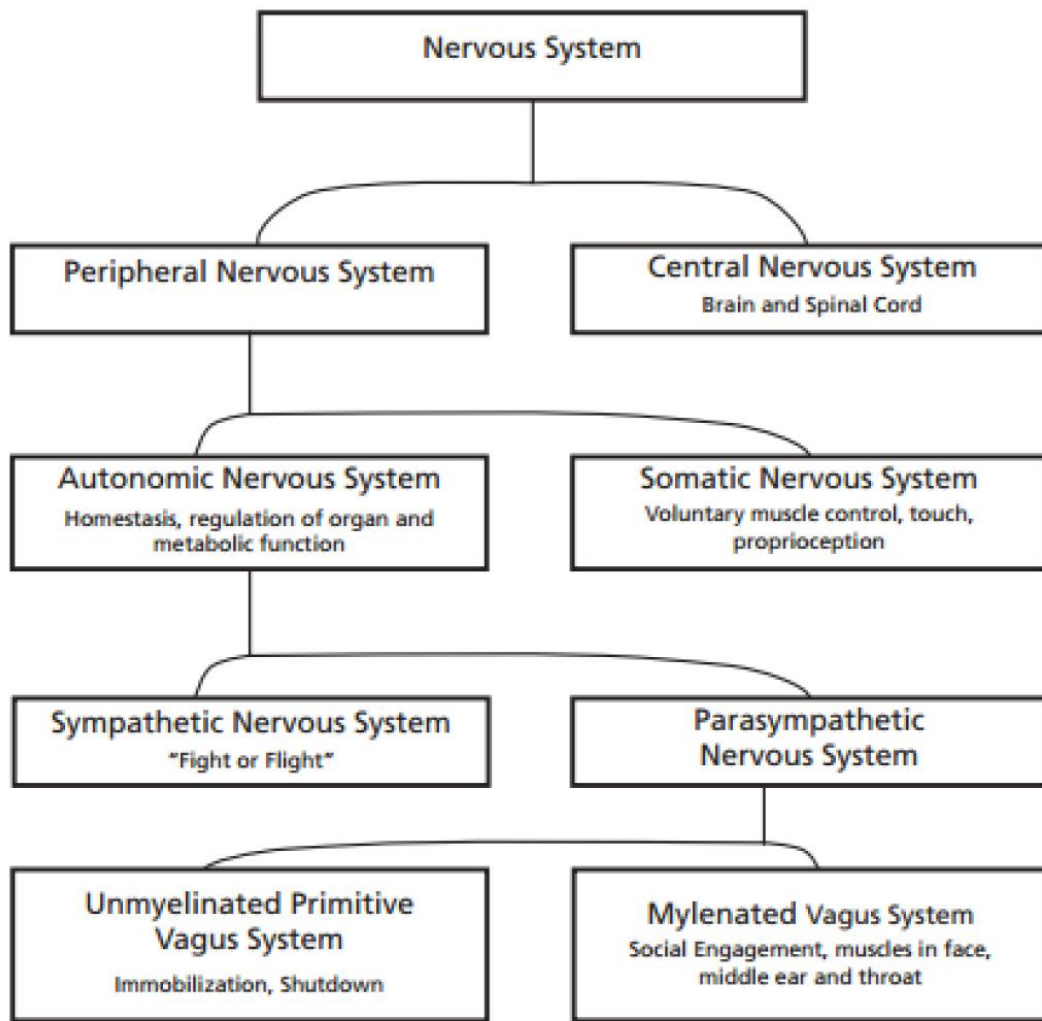 Nervous System
Peripheral Nervous System
Central Nervous System
Brain and Spinal Cord
Autonomic Nervous System
Homestasis, regulation of organ and
metabolic function
Somatic Nervous System
Voluntary muscle control, touch,
proprioception
Sympathetic Nervous System
"Fight or Flight"
Parasympathetic
Nervous System
Unmyelinated Primitive
Vagus System
Immobilization, Shutdown
Mylenated Vagus System
Social Engagement, muscles in face,
middle ear and throat